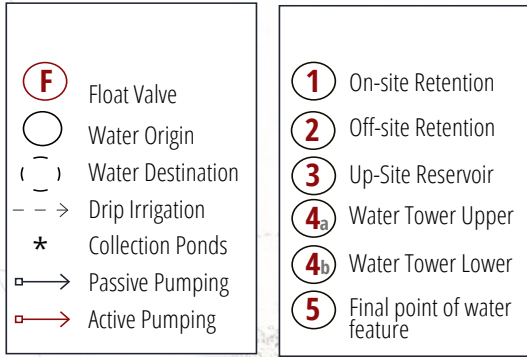 F Float Valve
Water Origin
Water Destination
Drip Irrigation
* Collection Ponds
Passive Pumping
Active Pumping
1 On-site Retention
2 Off-site Retention
3 Up-Site Reservoir
4a Water Tower Upper
4b Water Tower Lower
5 Final point of water
feature